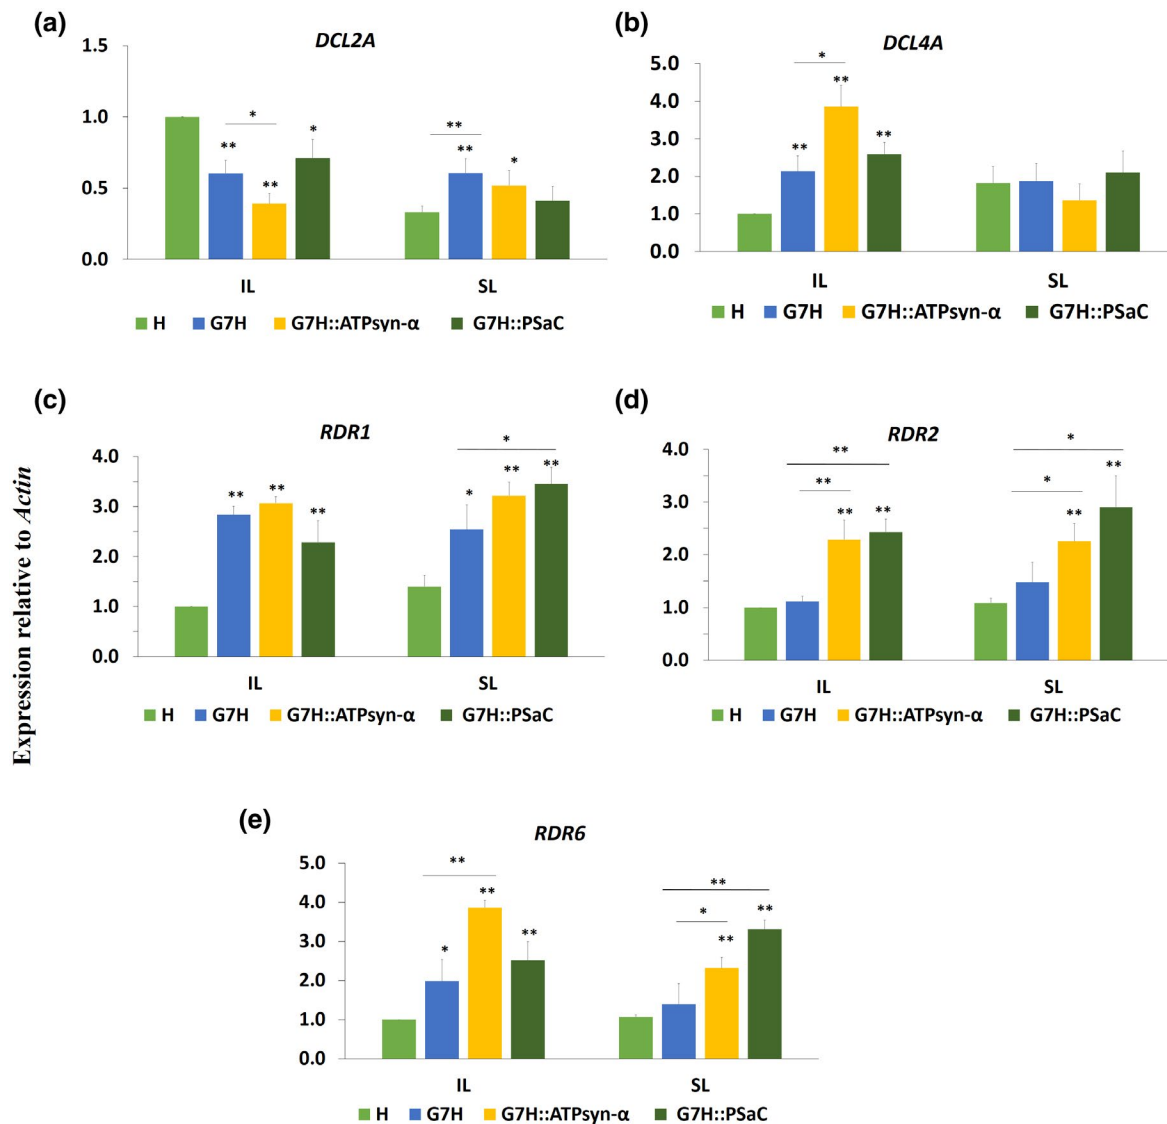 (a)
DCL2A
1.5
1.0
0.5
0.0
*
**
**
*
**
**
*
IL SL
H G7H G7H::ATPsyn-α G7H::PSaC
(b)
DCL4A
5.0
4.0
3.0
2.0
1.0
0.0
*
**
**
**
IL SL
H G7H G7H::ATPsyn-α G7H::PSaC
Expression relative to Actin
(c)
RDR1
4.0
3.0
2.0
1.0
0.0
**
**
**
*
*
**
**
IL SL
H G7H G7H::ATPsyn-α G7H::PSaC
(d)
RDR2
4.0
3.0
2.0
1.0
0.0
**
**
**
**
*
*
**
**
IL SL
H G7H G7H::ATPsyn-α G7H::PSaC
(e)
RDR6
5.0
4.0
3.0
2.0
1.0
0.0
**
*
**
**
**
*
**
**
IL SL
H G7H G7H::ATPsyn-α G7H::PSaC